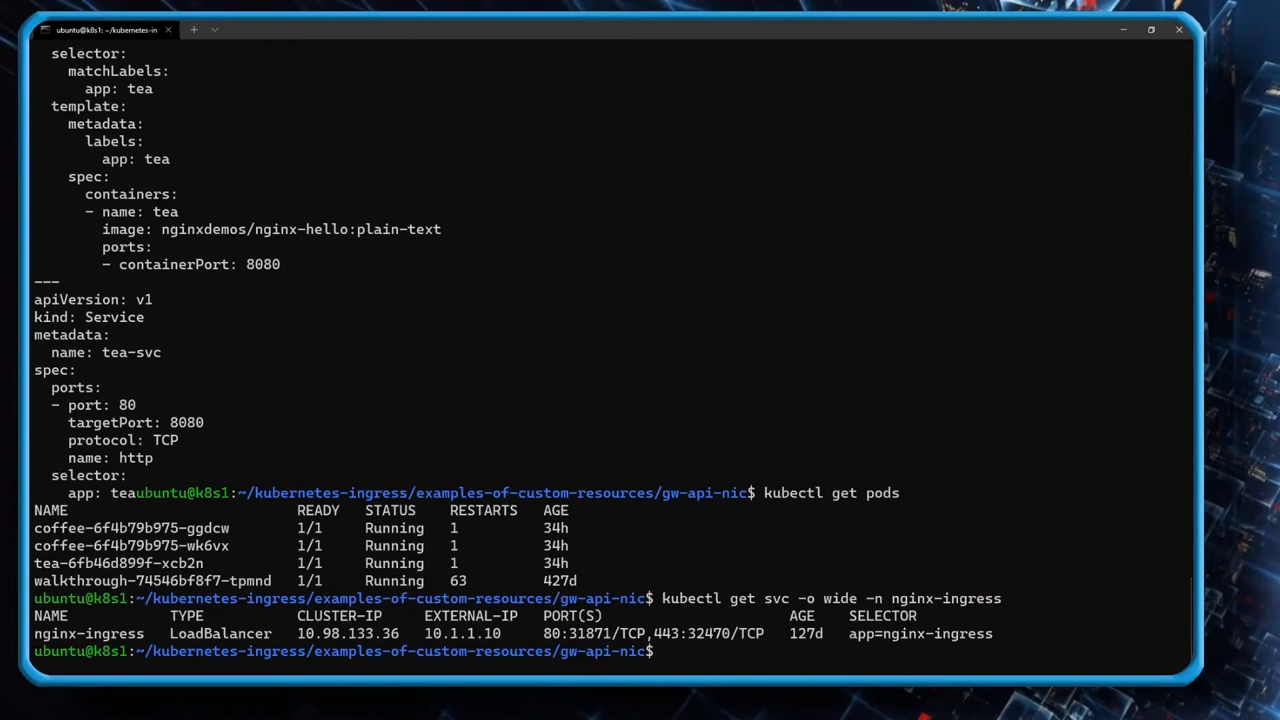 ubuntu@k8s1: ~/kubernetes-in
selector:
matchLabels:
app: tea
template:
metadata:
labels:
app: tea
spec:
containers:
- name: tea
image: nginxdemos/nginx-hello:plain-text
ports:
- containerPort: 8080
---
apiVersion: v1
kind: Service
metadata:
name: tea-svc
spec:
ports:
- port: 80
targetPort: 8080
protocol: TCP
name: http
selector:
app: teaubuntu@k8s1:~/kubernetes-ingress/examples-of-custom-resources/gw-api-nic$ kubectl get pods
NAME READY STATUS RESTARTS AGE
coffee-6f4b79b975-ggdcw 1/1 Running 1 34h
coffee-6f4b79b975-wk6vx 1/1 Running 1 34h
tea-6fb46d899f-xcb2n 1/1 Running 1 34h
walkthrough-74546bf8f7-tpmnd 1/1 Running 63 427d
ubuntu@k8s1:~/kubernetes-ingress/examples-of-custom-resources/gw-api-nic$ kubectl get svc -o wide -n nginx-ingress
NAME TYPE CLUSTER-IP EXTERNAL-IP PORT(S) AGE SELECTOR
nginx-ingress LoadBalancer 10.98.133.36 10.1.1.10 80:31871/TCP,443:32470/TCP 127d app=nginx-ingress
ubuntu@k8s1:~/kubernetes-ingress/examples-of-custom-resources/gw-api-nic$